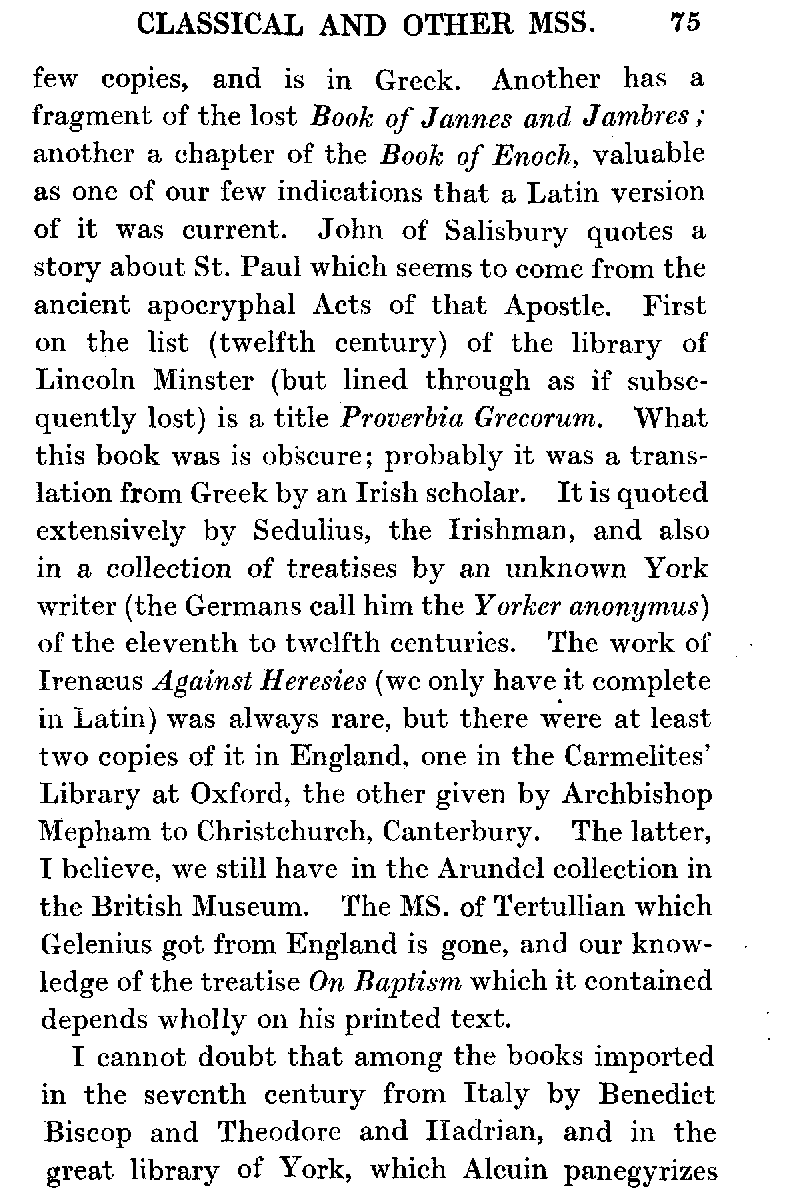 CLASSICAL AND OTHER MSS. 75
few copies, and is in Greek. Another has a
fragment of the lost Book of Jannes and Jambres;
another a chapter of the Book of Enoch, valuable
as one of our few indications that a Latin version
of it was current. John of Salisbury quotes a
story about St. Paul which seems to come from the
ancient apocryphal Acts of that Apostle. First
on the list (twelfth century) of the library of
Lincoln Minster (but lined through as if subse-
quently lost) is a title Proverbia Grecorum. What
this book was is obscure; probably it was a trans-
lation from Greek by an Irish scholar. It is quoted
extensively by Sedulius, the Irishman, and also
in a collection of treatises by an unknown York
writer (the Germans call him the Yorker anonymus)
of the eleventh to twelfth centuries. The work of
Irenæus Against Heresies (we only have it complete
in Latin) was always rare, but there were at least
two copies of it in England, one in the Carmelites'
Library at Oxford, the other given by Archbishop
Mepham to Christchurch, Canterbury. The latter,
I believe, we still have in the Arundel collection in
the British Museum. The MS. of Tertullian which
Gelenius got from England is gone, and our know-
ledge of the treatise On Baptism which it contained
depends wholly on his printed text.
I cannot doubt that among the books imported
in the seventh century from Italy by Benedict
Biscop and Theodore and Hadrian, and in the
great library of York, which Alcuin panegyrizes